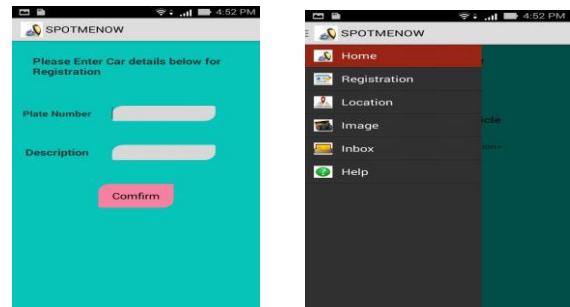 4:52 PM
SPOTMENOW
Please Enter Car details below for
Registration
Plate Number
Description
Comfirm
4:52 PM
SPOTMENOW
Home
Registration
Location
Image
Inbox
Help